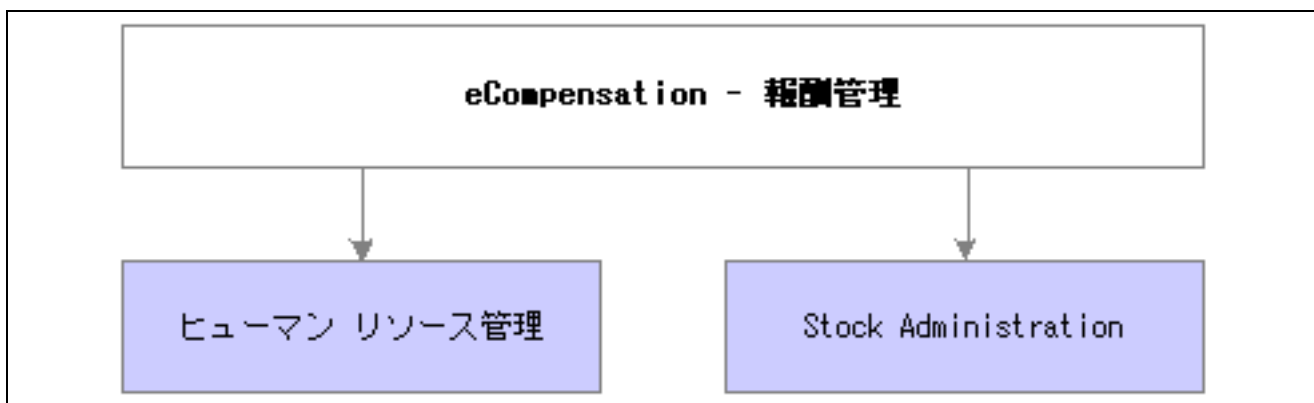 eCompensation - 報酬管理
ヒューマン リソース管理
Stock Administration